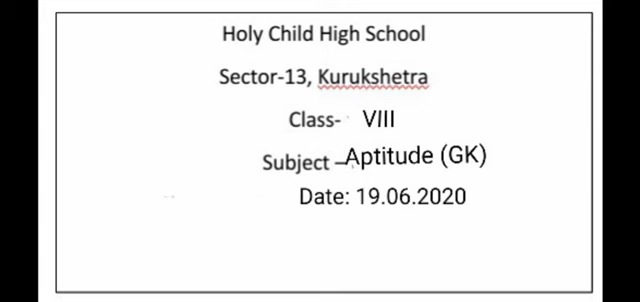 Holy Child High School
Sector-13, Kurukshetra
Class- VIII
Subject –Aptitude (GK)
Date: 19.06.2020